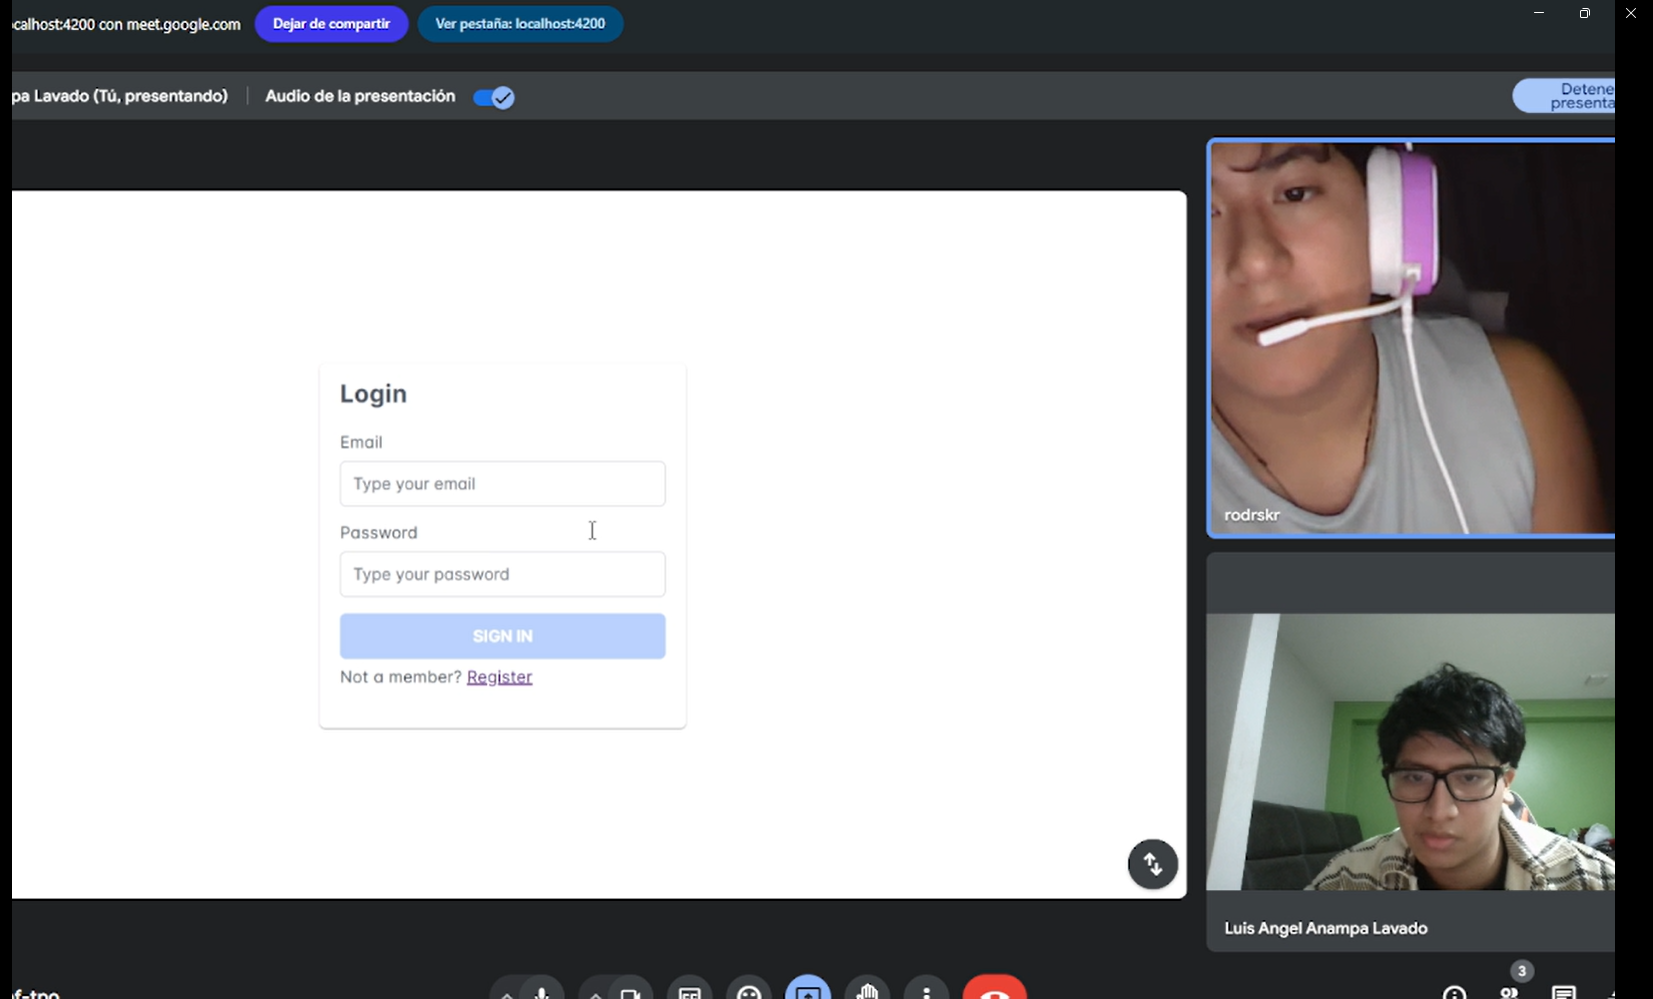 calhost:4200 con meet.google.com
Dejar de compartir
Ver pestaña: localhost:4200
pa Lavado (Tú, presentando)
Audio de la presentación
Detene
presenta
rodrskr
Login
Email
Type your email
Password
Type your password
SIGN IN
Not a member? Register
Luis Angel Anampa Lavado
3